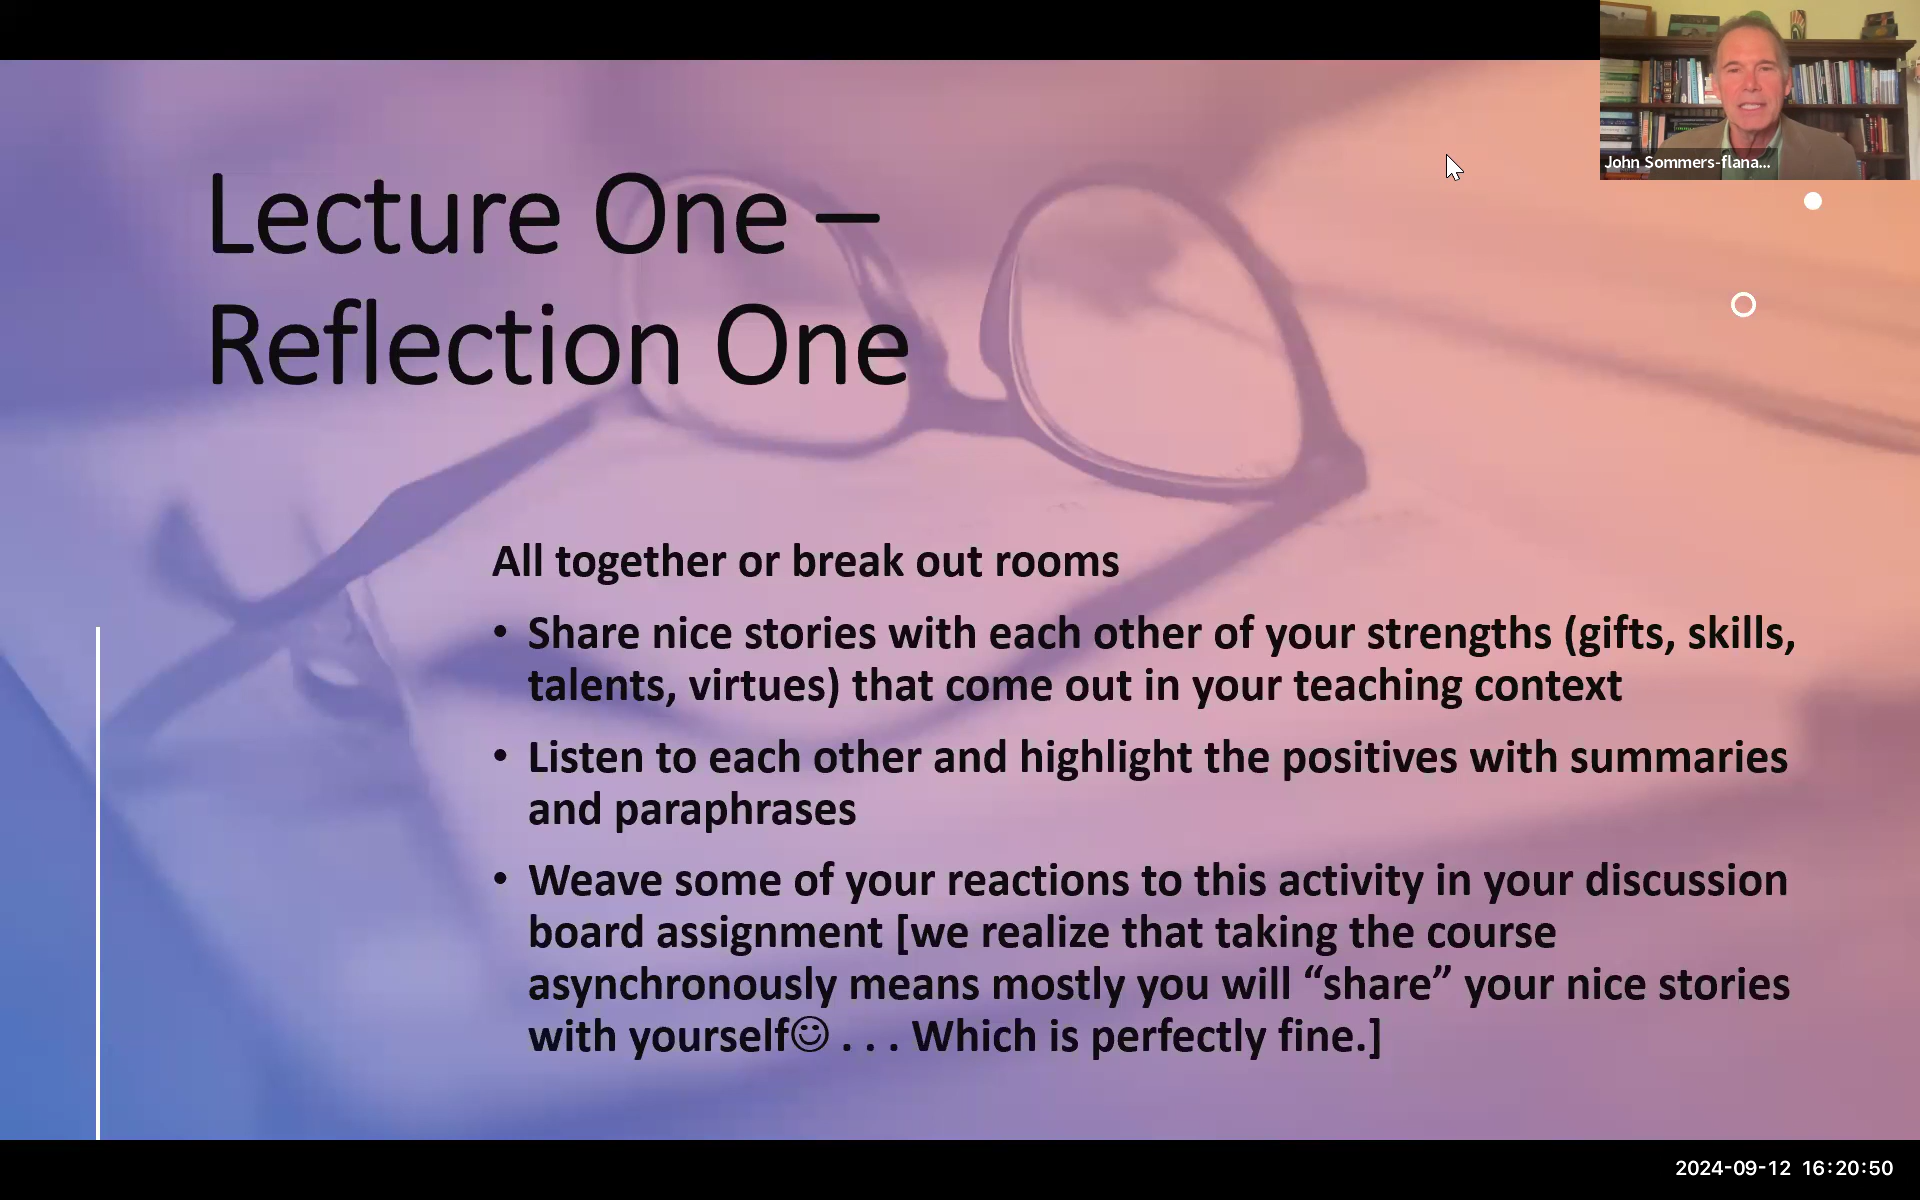 John Sommers-flana...
Lecture One –
Reflection One
All together or break out rooms
• Share nice stories with each other of your strengths (gifts, skills,
talents, virtues) that come out in your teaching context
• Listen to each other and highlight the positives with summaries
and paraphrases
• Weave some of your reactions to this activity in your discussion
board assignment [we realize that taking the course
asynchronously means mostly you will “share” your nice stories
with yourself☺ . . . Which is perfectly fine.]
2024-09-12 16:20:50